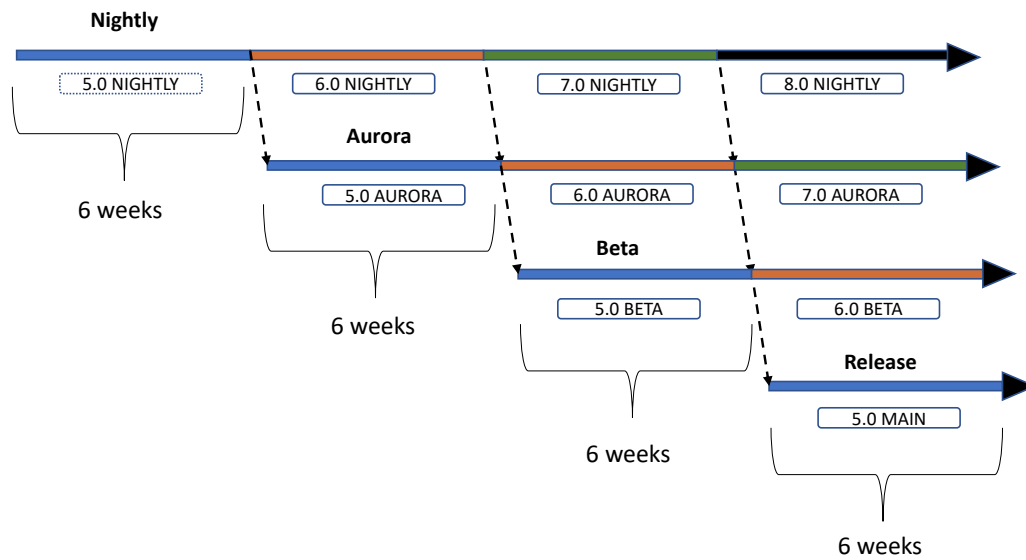 Nightly
5.0 NIGHTLY
6.0 NIGHTLY
7.0 NIGHTLY
8.0 NIGHTLY
Aurora
6 weeks
5.0 AURORA
6.0 AURORA
7.0 AURORA
Beta
6 weeks
5.0 BETA
6.0 BETA
Release
5.0 MAIN
6 weeks
6 weeks